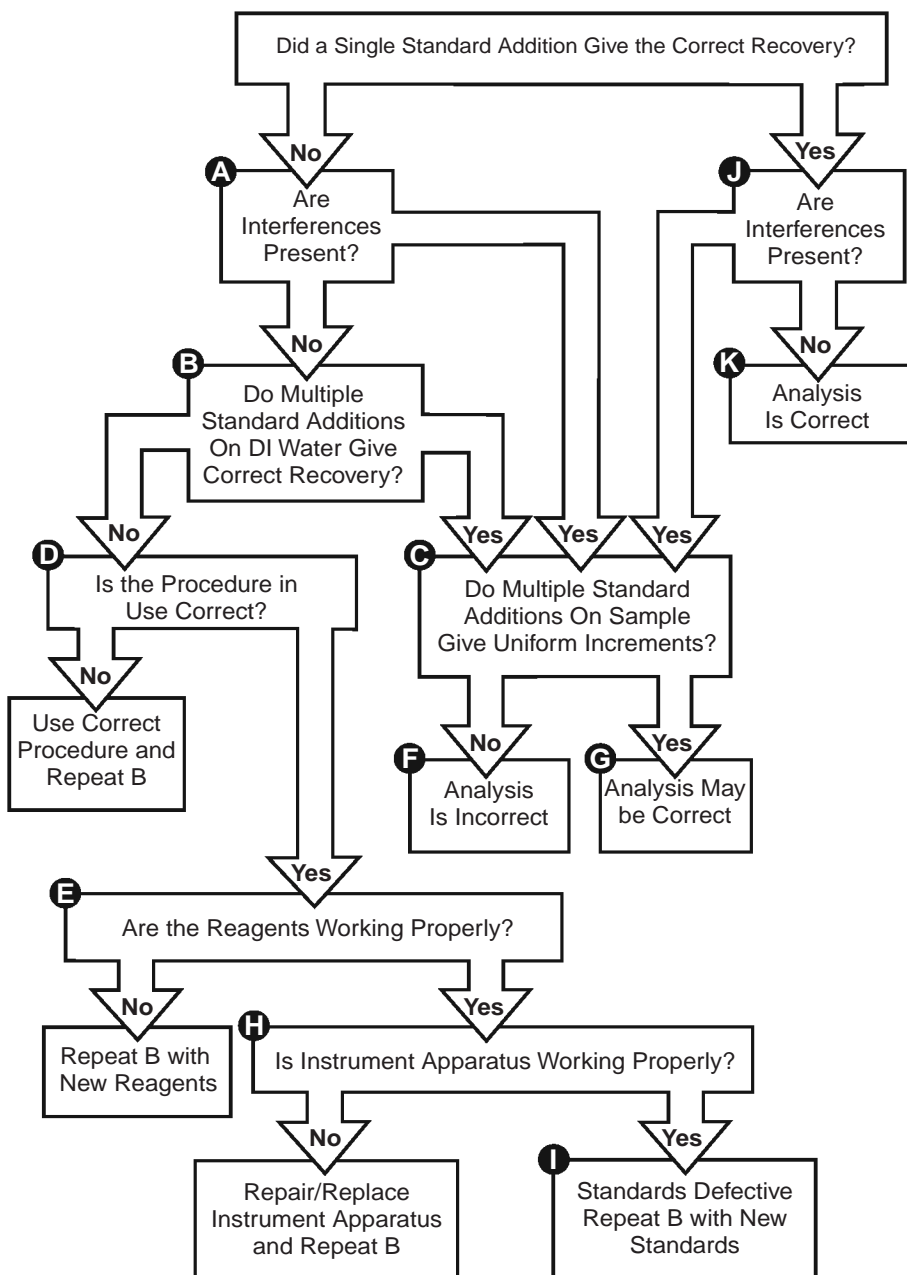 Did a Single Standard Addition Give the Correct Recovery?
No
Yes
A
Are
Interferences
Present?
J
Are
Interferences
Present?
No
No
B
Do Multiple
Standard Additions
On DI Water Give
Correct Recovery?
K
Analysis
Is Correct
No
Yes
Yes
Yes
D
Is the Procedure in
Use Correct?
C
Do Multiple Standard
Additions On Sample
Give Uniform Increments?
No
Use Correct
Procedure and
Repeat B
No
Yes
F
Analysis
Is Incorrect
G
Analysis May
be Correct
Yes
E
Are the Reagents Working Properly?
No
Yes
Repeat B with
New Reagents
H
Is Instrument Apparatus Working Properly?
No
Yes
Repair/Replace
Instrument Apparatus
and Repeat B
I
Standards Defective
Repeat B with New
Standards